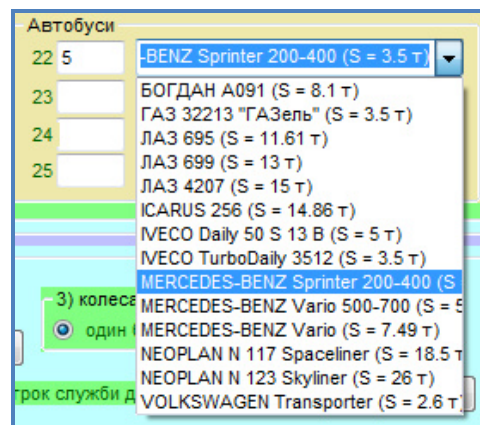 Автобуси
22 5 -BENZ Sprinter 200-400 (S = 3.5 т)
23
24
25
БОГДАН А091 (S = 8.1 т)
ГАЗ 32213 "ГАЗель" (S = 3.5 т)
ЛАЗ 695 (S = 11.61 т)
ЛАЗ 699 (S = 13 т)
ЛАЗ 4207 (S = 15 т)
ICARUS 256 (S = 14.86 т)
IVECO Daily 50 S 13 B (S = 5 т)
IVECO TurboDaily 3512 (S = 3.5 т)
MERCEDES-BENZ Sprinter 200-400 (S
MERCEDES-BENZ Vario 500-700 (S = 5
MERCEDES-BENZ Vario (S = 7.49 т)
NEOPLAN N 117 Spaceliner (S = 18.5 т
NEOPLAN N 123 Skyliner (S = 26 т)
VOLKSWAGEN Transporter (S = 2.6 т)
3) колеса
один
трок служби д